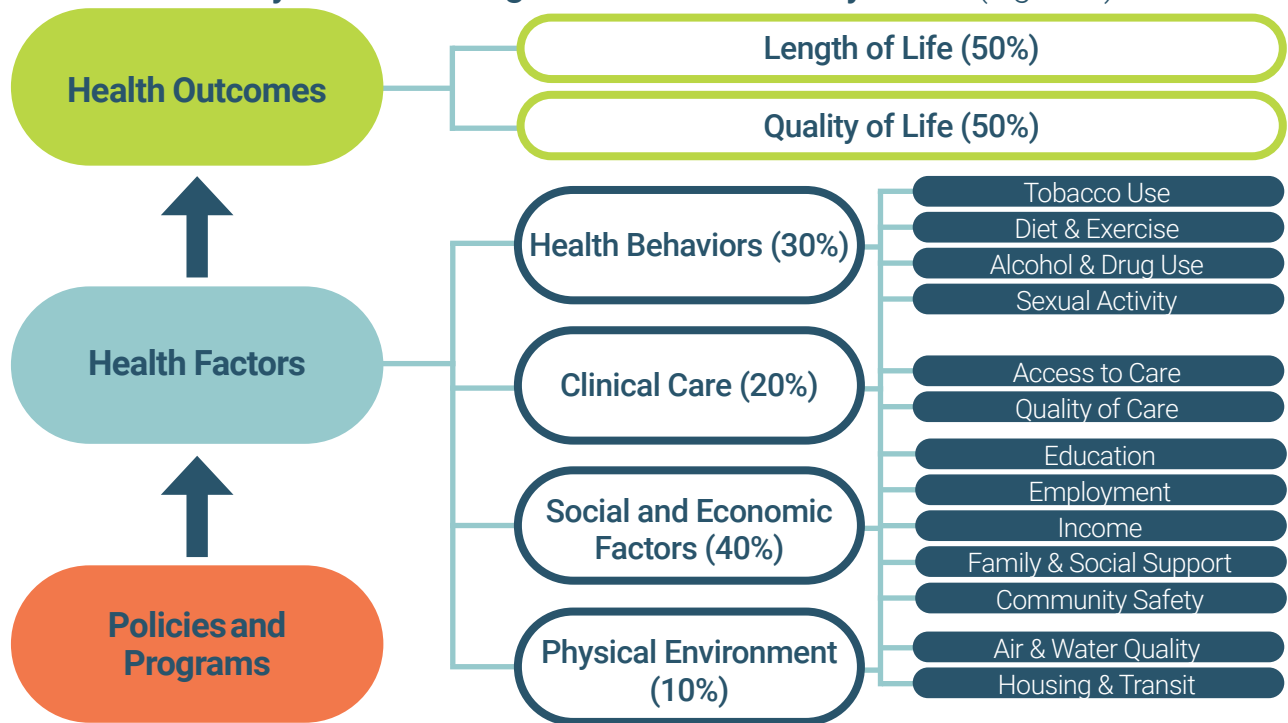 Health Outcomes
Length of Life (50%)
Quality of Life (50%)
Health Factors
Health Behaviors (30%)
Tobacco Use
Diet & Exercise
Alcohol & Drug Use
Sexual Activity
Clinical Care (20%)
Access to Care
Quality of Care
Social and Economic
Factors (40%)
Education
Employment
Income
Family & Social Support
Community Safety
Physical Environment
(10%)
Air & Water Quality
Housing & Transit
Policies and
Programs